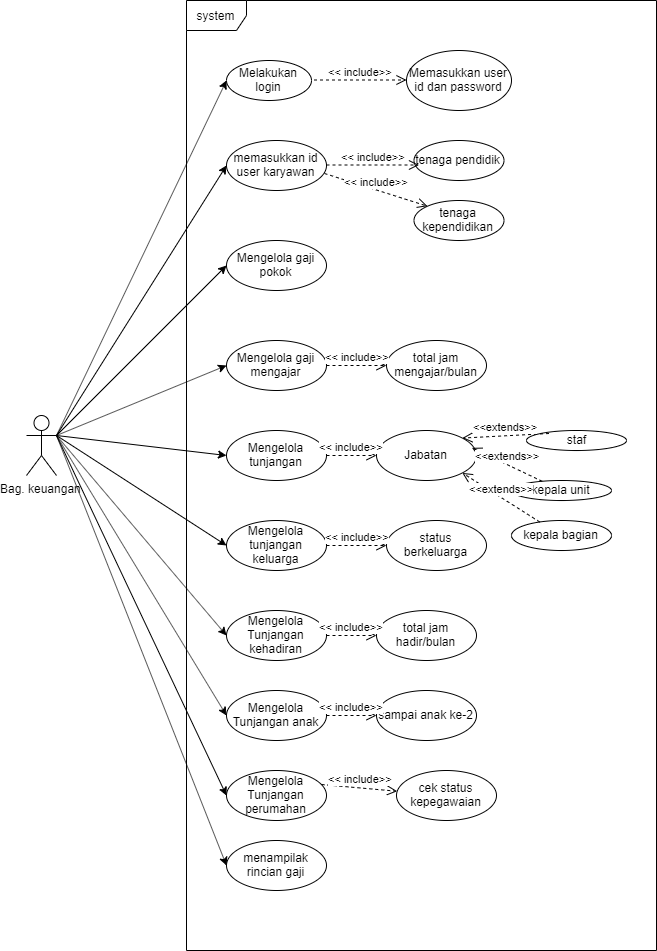 system
Melakukan
login
<< include>>
Memasukkan user
id dan password
memasukkan id
user karyawan
<< include>>
tenaga pendidik
<< include>>
tenaga
kependidikan
Mengelola gaji
pokok
Mengelola gaji
mengajar
<< include>>
total jam
mengajar/bulan
Bag. keuangan
Mengelola
tunjangan
<< include>>
Jabatan
<<extends>>
staf
<<extends>>
kepala unit
<<extends>>
kepala bagian
Mengelola
tunjangan
keluarga
<< include>>
status
berkeluarga
Mengelola
Tunjangan
kehadiran
<< include>>
total jam
hadir/bulan
Mengelola
Tunjangan anak
<< include>>
sampai anak ke-2
Mengelola
Tunjangan
perumahan
<< include>>
cek status
kepegawaian
menampilak
rincian gaji